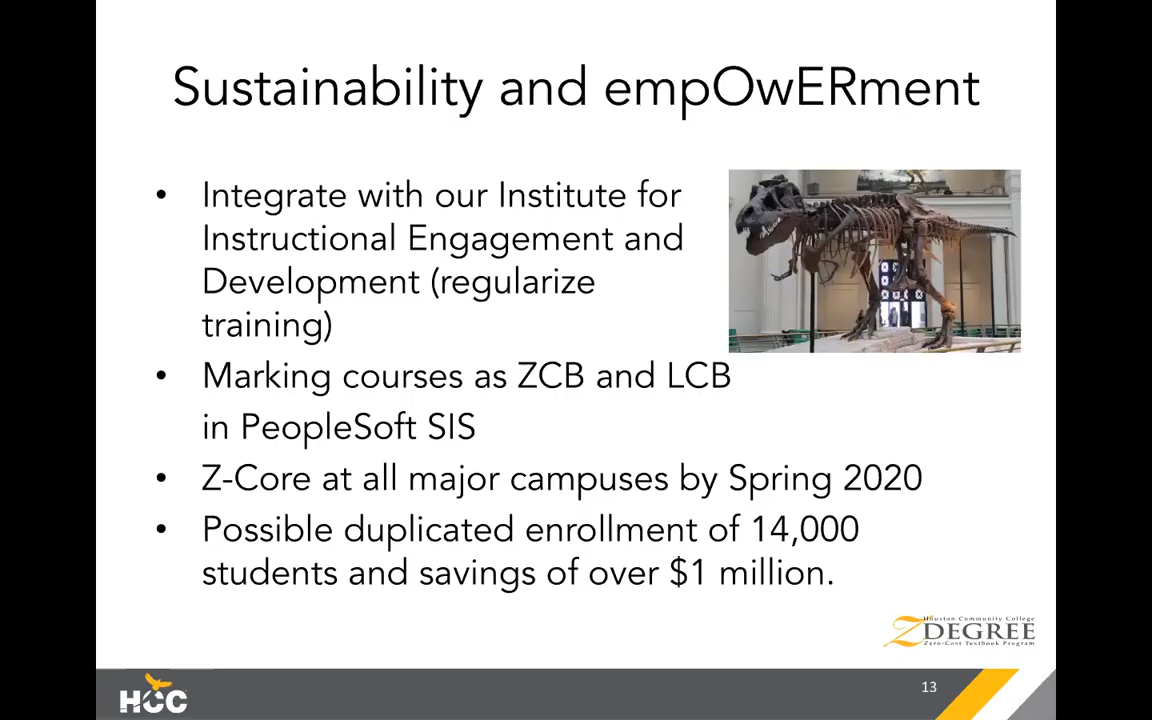 Sustainability and empOwERment
• Integrate with our Institute for
Instructional Engagement and
Development (regularize
training)
• Marking courses as ZCB and LCB
in PeopleSoft SIS
• Z-Core at all major campuses by Spring 2020
• Possible duplicated enrollment of 14,000
students and savings of over $1 million.
Houston Community College
Z DEGREE
Zero-Cost Textbook Program
HCC
13